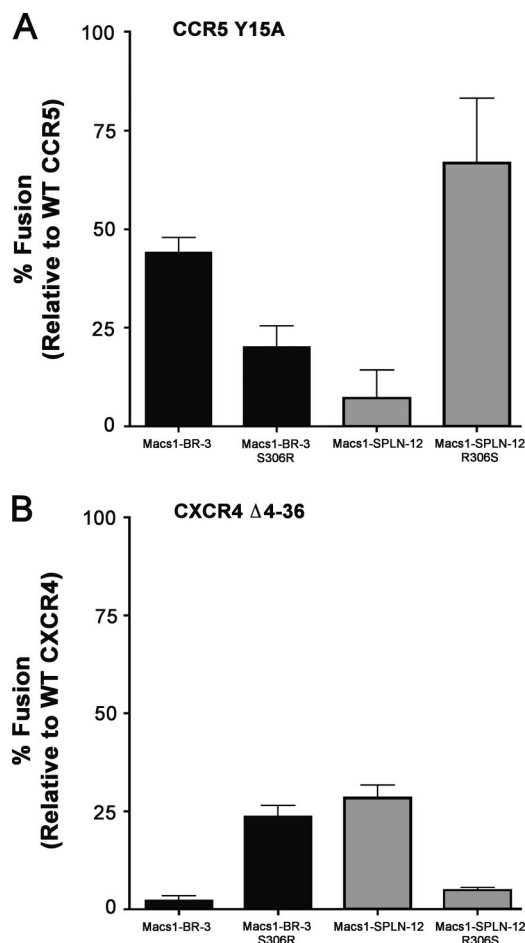 A
CCR5 Y15A
% Fusion
(Relative to WT CCR5)
100
75
50
25
0
Macs1-BR-3
Macs1-BR-3
S306R
Macs1-SPLN-12
Macs1-SPLN-12
R306S
B
CXCR4 Δ4-36
% Fusion
(Relative to WT CXCR4)
100
75
50
25
0
Macs1-BR-3
Macs1-BR-3
S306R
Macs1-SPLN-12
Macs1-SPLN-12
R306S